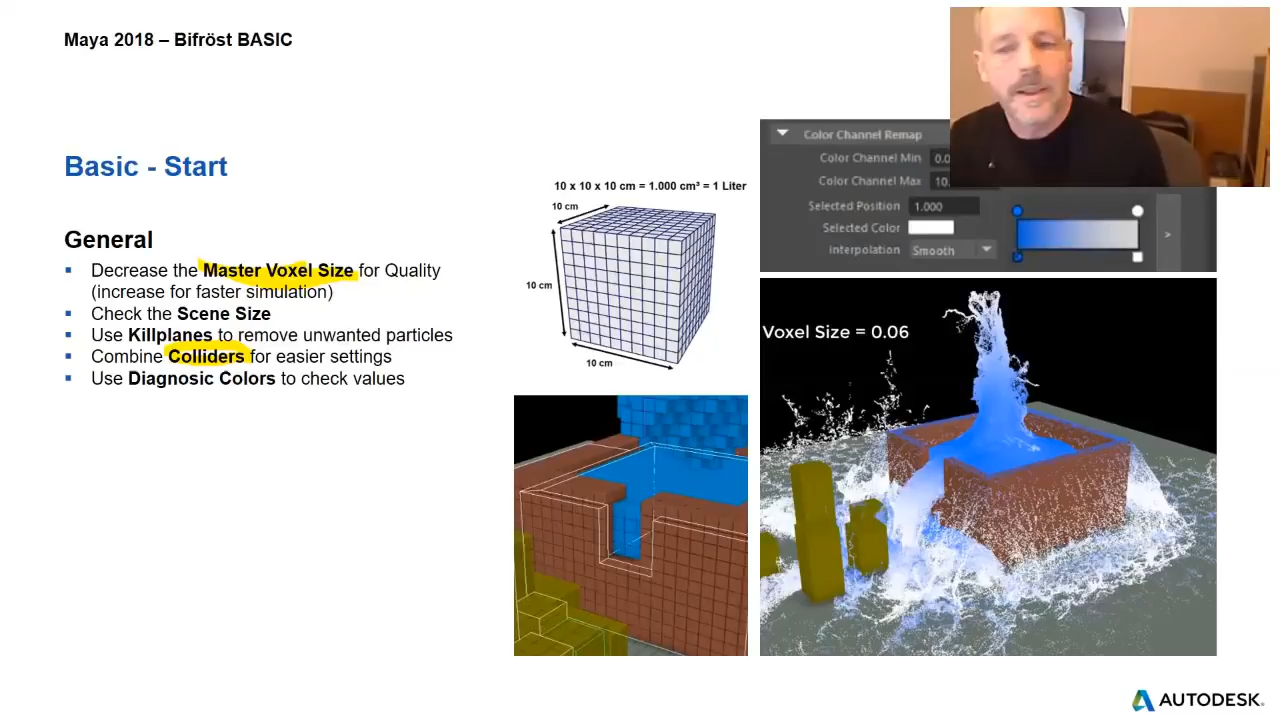 Maya 2018 – Bifröst BASIC
Basic - Start
General
▪ Decrease the Master Voxel Size for Quality
(increase for faster simulation)
▪ Check the Scene Size
▪ Use Killplanes to remove unwanted particles
▪ Combine Colliders for easier settings
▪ Use Diagnosic Colors to check values
10 x 10 x 10 cm = 1.000 cm³ = 1 Liter
10 cm
10 cm
10 cm
Color Channel Remap
Color Channel Min 0.0
Color Channel Max 10.
Selected Position 1.000
Selected Color
Interpolation Smooth
>
Voxel Size = 0.06
AUTODESK®